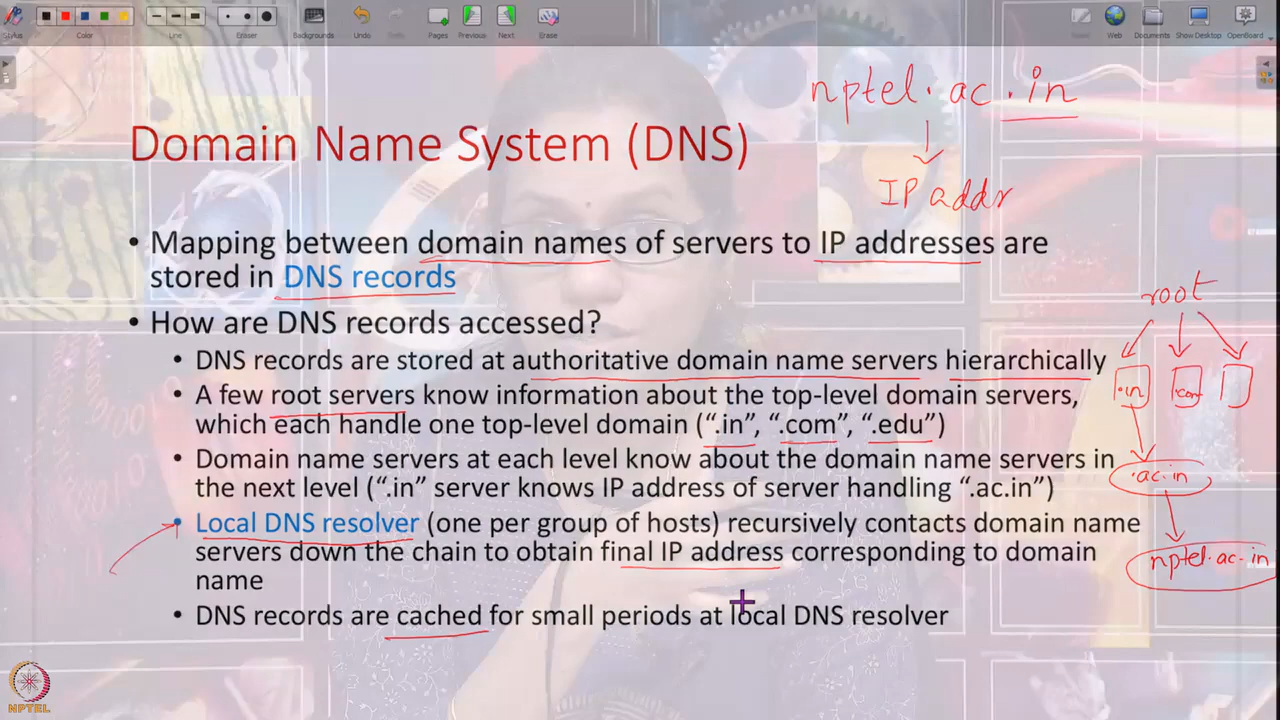 Stylus
Color
Line
Eraser
Backgrounds
Undo
Pages
Previous
Next
Erase
Web
Documents
Show Desktop
OpenBoard
nptel.ac.in
IP addr
Domain Name System (DNS)
• Mapping between domain names of servers to IP addresses are
stored in DNS records
• How are DNS records accessed?
• DNS records are stored at authoritative domain name servers hierarchically
• A few root servers know information about the top-level domain servers,
which each handle one top-level domain (“.in”, “.com”, “.edu”)
• Domain name servers at each level know about the domain name servers in
the next level (“.in” server knows IP address of server handling “.ac.in”)
• Local DNS resolver (one per group of hosts) recursively contacts domain name
servers down the chain to obtain final IP address corresponding to domain
name
• DNS records are cached for small periods at local DNS resolver
root
.in
.com
.ac.in
nptel.ac.in
NPTEL